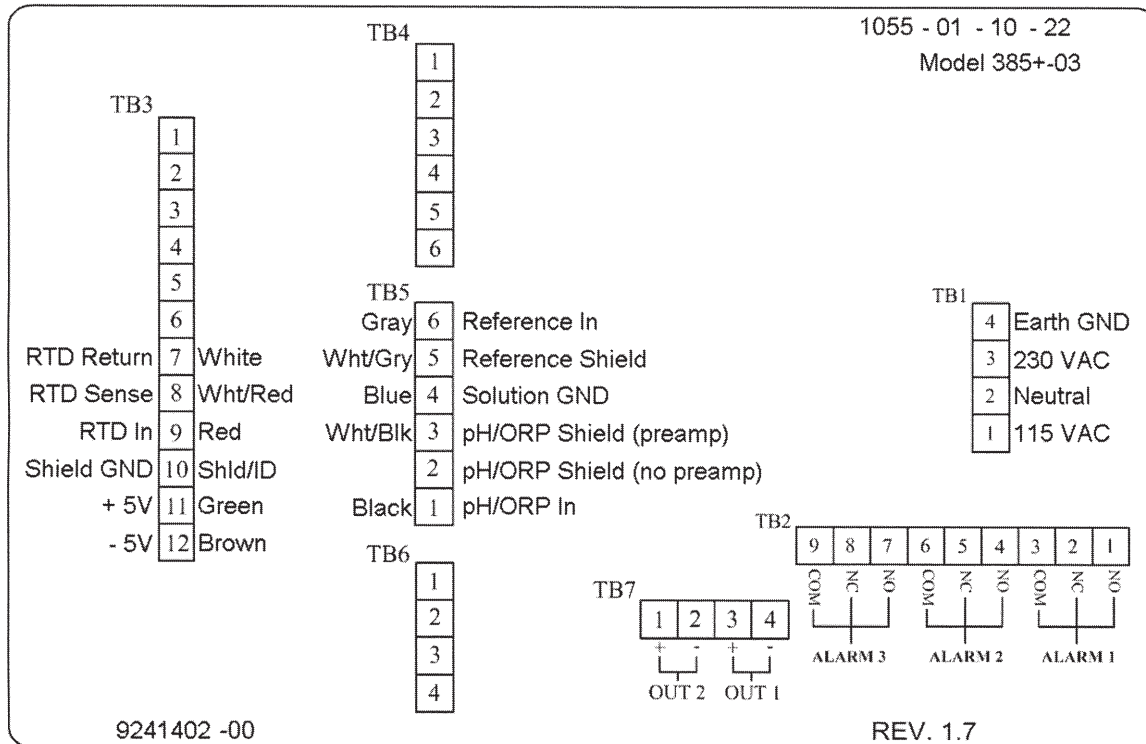 1055 - 01 - 10 - 22
Model 385+-03
TB4
1
2
3
4
5
6
TB3
1
2
3
4
5
6
RTD Return 7 White
RTD Sense 8 Wht/Red
RTD In 9 Red
Shield GND 10 Shld/ID
+ 5V 11 Green
- 5V 12 Brown
TB5
Gray 6 Reference In
Wht/Gry 5 Reference Shield
Blue 4 Solution GND
Wht/Blk 3 pH/ORP Shield (preamp)
2 pH/ORP Shield (no preamp)
Black 1 pH/ORP In
TB1
4 Earth GND
3 230 VAC
2 Neutral
1 115 VAC
TB6
1
2
3
4
TB2
9 8 7 6 5 4 3 2 1
COM NC NO COM NC NO COM NC NO
ALARM 3 ALARM 2 ALARM 1
TB7
1 2 3 4
+ - + -
OUT 2 OUT 1
9241402 -00
REV. 1.7